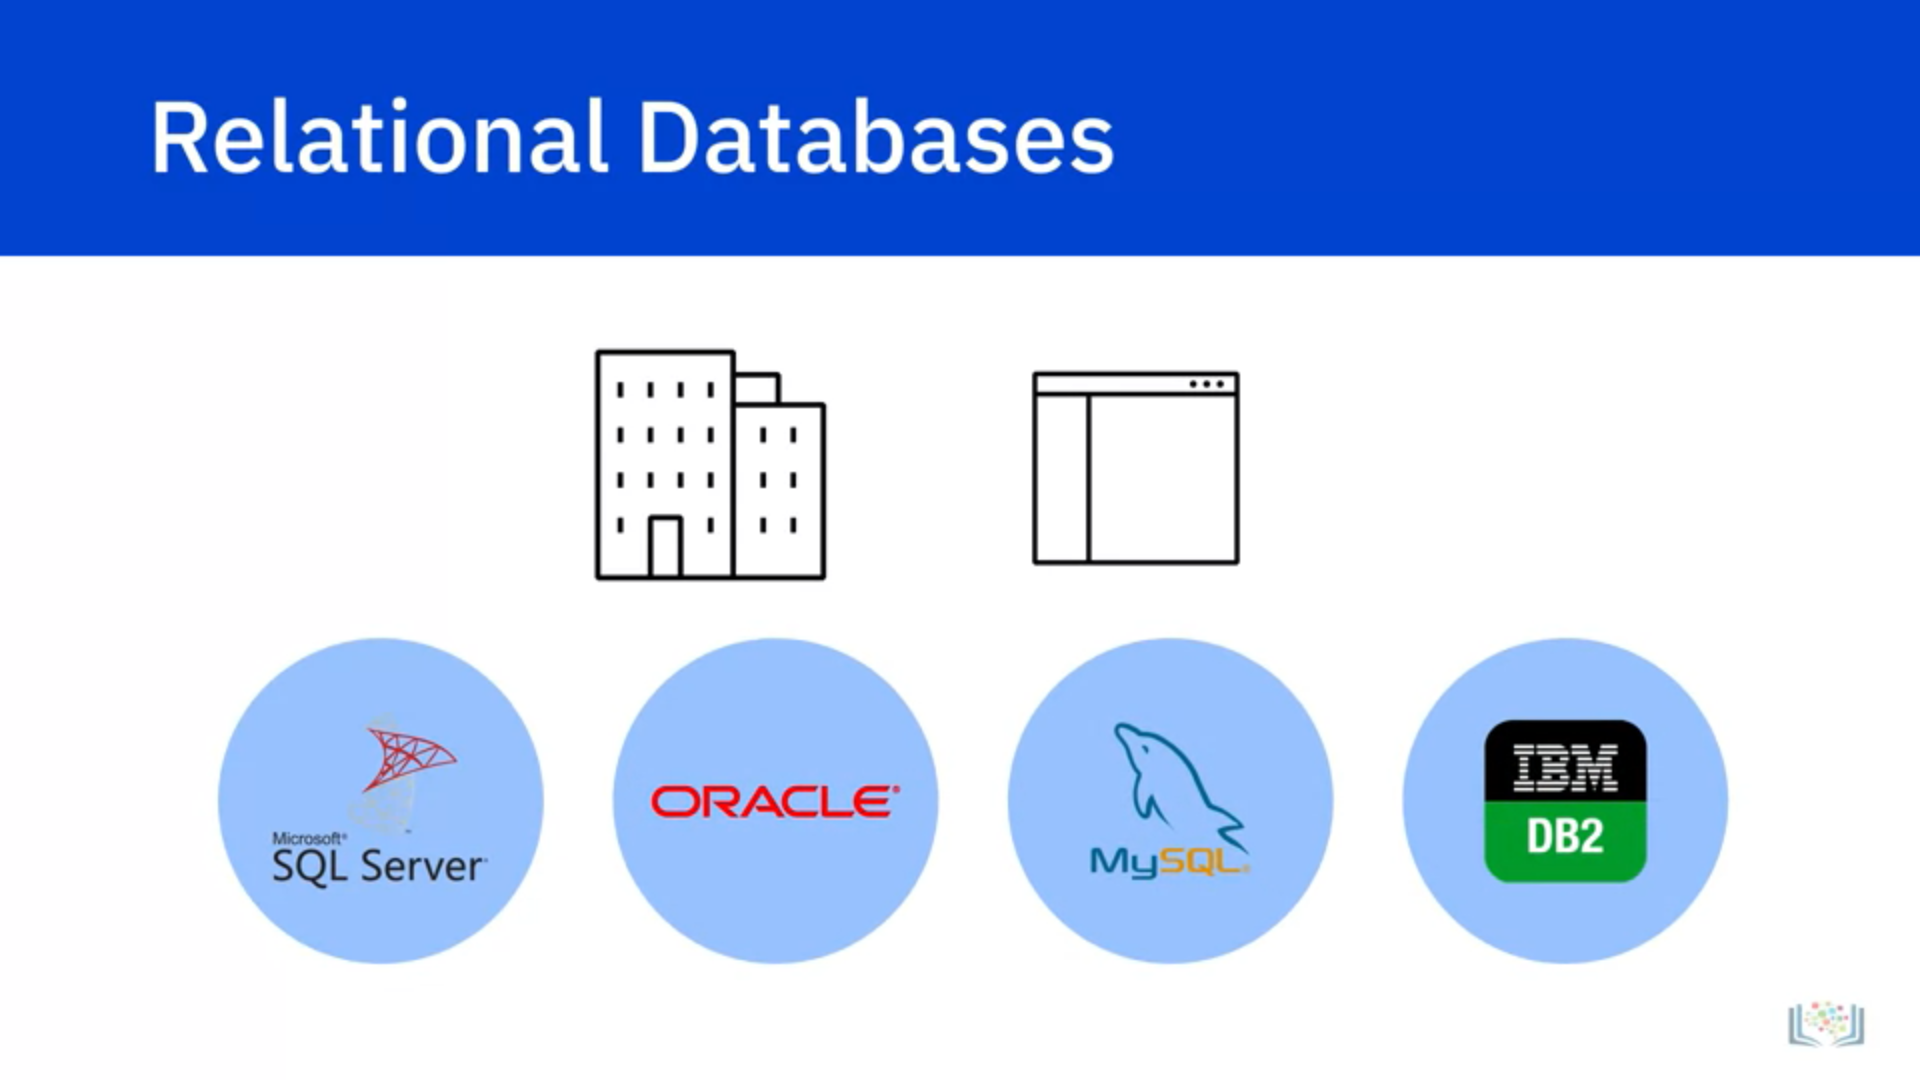 Relational Databases
Microsoft®
SQL Server
ORACLE®
MySQL®
IBM
DB2